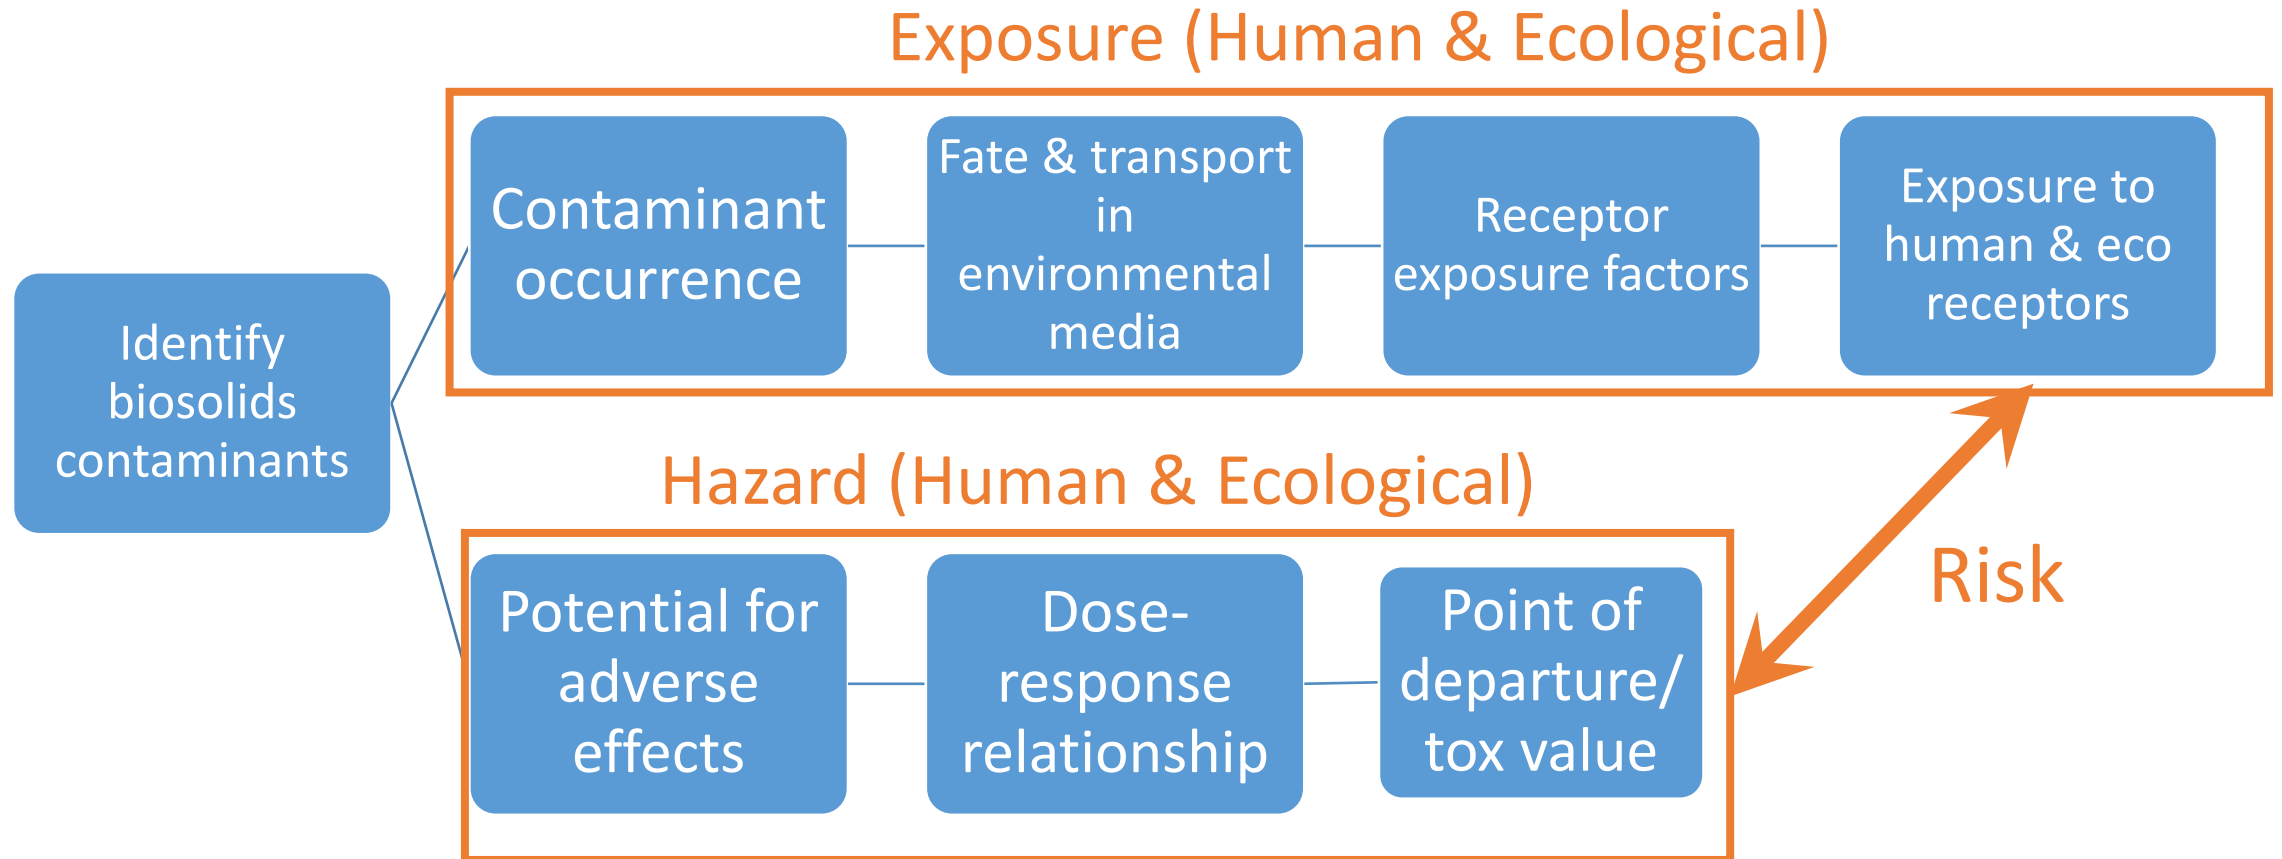 Exposure (Human & Ecological)
Contaminant
occurrence
Fate & transport
in
environmental
media
Receptor
exposure factors
Exposure to
human & eco
receptors
Identify
biosolids
contaminants
Hazard (Human & Ecological)
Potential for
adverse
effects
Dose-
response
relationship
Point of
departure/
tox value
Risk